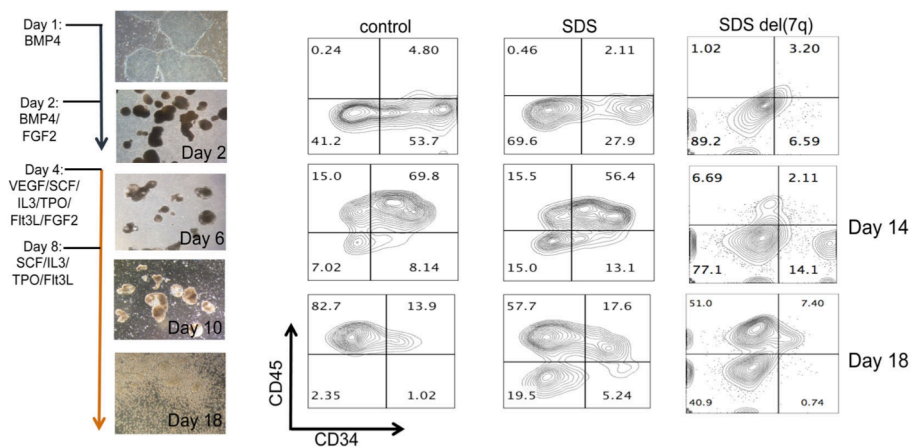 Day 1:
BMP4
Day 2:
BMP4/
FGF2
Day 4:
VEGF/SCF/
IL3/TPO/
Flt3L/FGF2
Day 8:
SCF/IL3/
TPO/Flt3L
Day 2
Day 6
Day 10
Day 18
control
SDS
SDS del(7q)
0.24 4.80
41.2 53.7
0.46 2.11
69.6 27.9
1.02 3.20
89.2 6.59
15.0 69.8
7.02 8.14
15.5 56.4
15.0 13.1
6.69 2.11
77.1 14.1
Day 14
82.7 13.9
2.35 1.02
57.7 17.6
19.5 5.24
51.0 7.40
40.9 0.74
Day 18
CD45
CD34